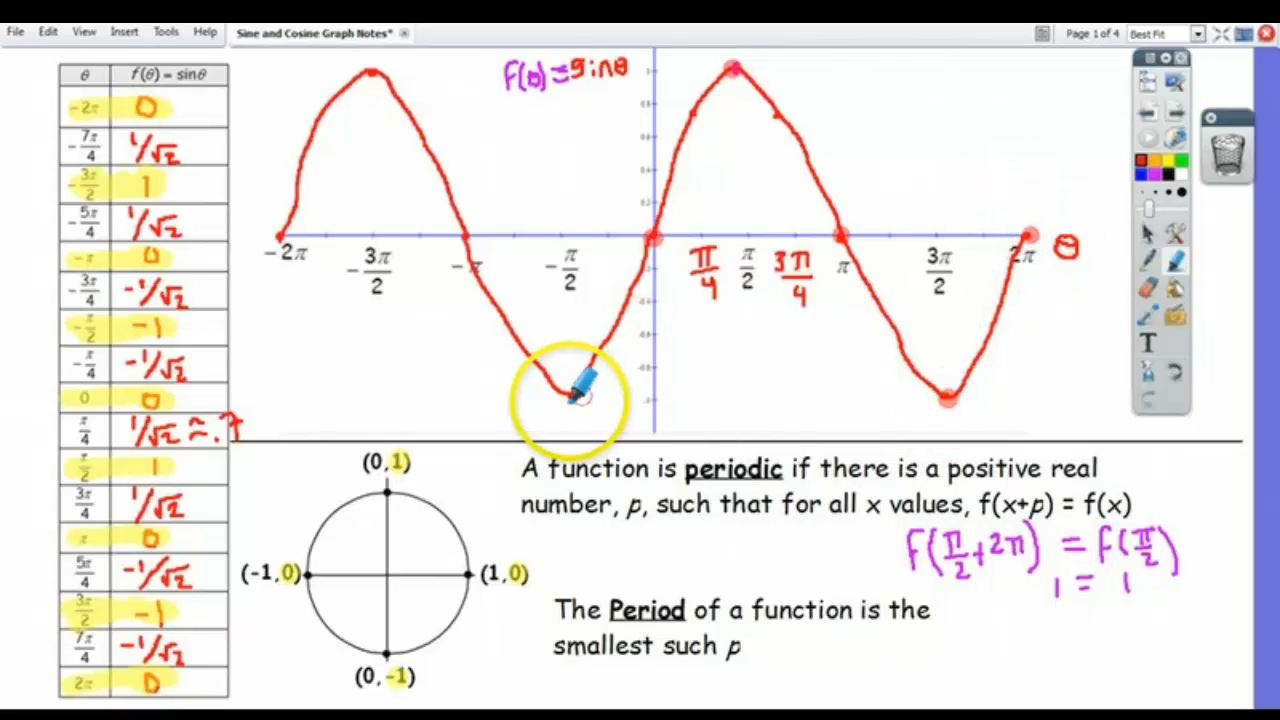 File Edit View Insert Tools Help
Sine and Cosine Graph Notes*
Page 1 of 4 Best Fit
θ f(θ) = sinθ
-2π 0
-7π/4 1/√2
-3π/2 1
-5π/4 1/√2
-π 0
-3π/4 -1/√2
-π/2 -1
-π/4 -1/√2
0 0
π/4 1/√2 ≈ .7
π/2 1
3π/4 1/√2
π 0
5π/4 -1/√2
3π/2 -1
7π/4 -1/√2
2π 0
F(θ) = sinθ
-2π -3π/2 -π -π/2 π/4 π/2 3π/4 π 3π/2 2π θ
T
(0,1)
(-1,0) (1,0)
(0,-1)
A function is periodic if there is a positive real
number, p, such that for all x values, f(x+p) = f(x)
F(π/2 + 2π) = F(π/2)
1 = 1
The Period of a function is the
smallest such p